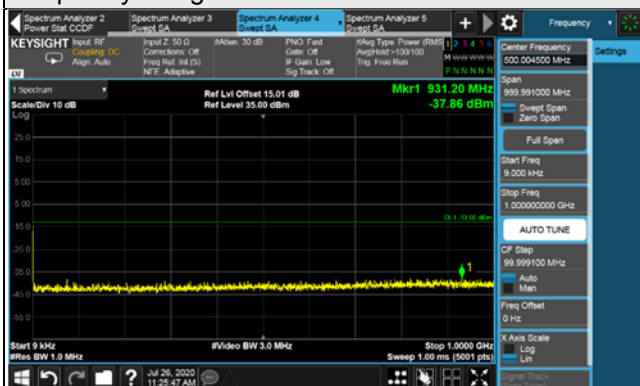 Spectrum Analyzer 2
Power Stat CCDF
Spectrum Analyzer 3
Swept SA
Spectrum Analyzer 4
Swept SA
Spectrum Analyzer 5
Swept SA
+
Frequency
KEYSIGHT
Input: RF
Coupling: DC
Align: Auto
Input Z: 50 Ω
Corrections: Off
Freq Ref: Int (S)
NFE: Adaptive
#Atten: 30 dB
PNO: Fast
Gate: Off
IF Gain: Low
Sig Track: Off
#Avg Type: Power (RMS
Avg|Hold:>100/100
Trig: Free Run
1 2 3 4 5 6
M W W W W W
P N N N N N
LV
Center Frequency
500.004500 MHz
Settings
1 Spectrum
Scale/Div 10 dB
Log
Ref Lvl Offset 15.01 dB
Ref Level 35.00 dBm
Mkr1 931.20 MHz
-37.86 dBm
Span
999.991000 MHz
Swept Span
Zero Span
Full Span
Start Freq
9.000 kHz
Stop Freq
1.000000000 GHz
AUTO TUNE
CF Step
99.999100 MHz
Auto
Man
Freq Offset
0 Hz
X Axis Scale
Log
Lin
Signal Track
25.0
15.0
5.00
-5.00
-15.0
-25.0
-35.0
-45.0
-55.0
DL1 -13.00 dBm
1
Start 9 kHz
#Res BW 1.0 MHz
#Video BW 3.0 MHz
Stop 1.0000 GHz
Sweep 1.00 ms (5001 pts)
Jul 26, 2020
11:25:47 AM